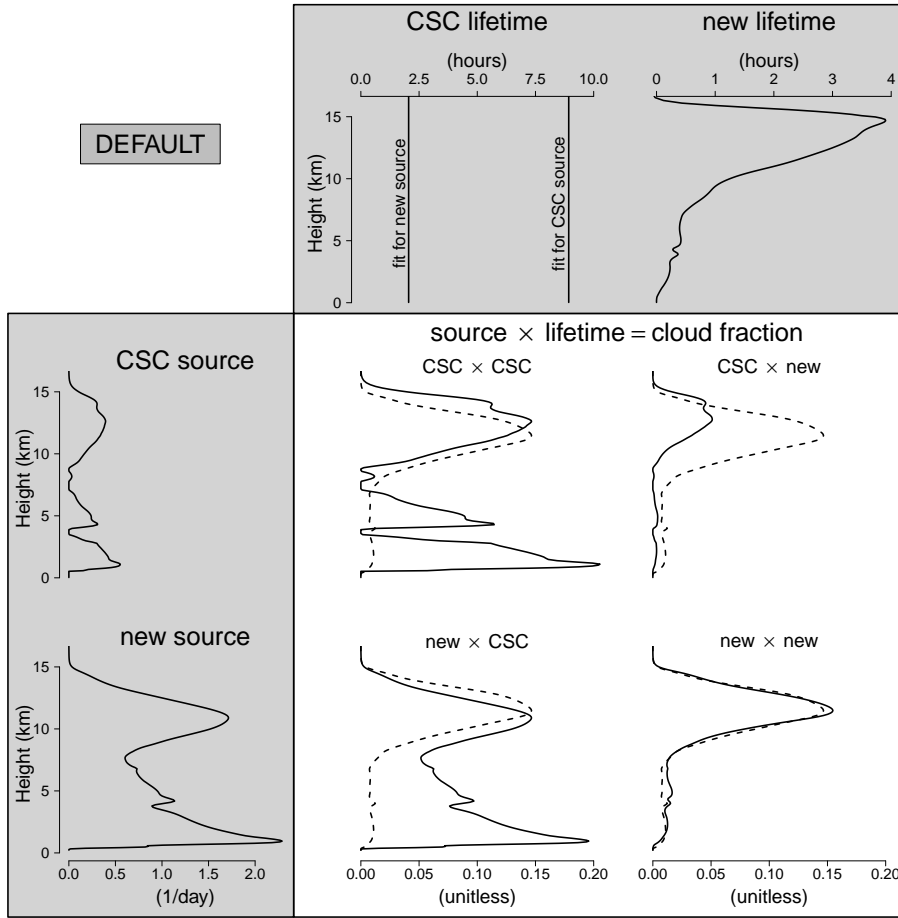 CSC lifetime
new lifetime
(hours)
(hours)
0.0 2.5 5.0 7.5 10.0
0 1 2 3 4
DEFAULT
Height (km)
15
10
5
0
fit for new source
fit for CSC source
source × lifetime = cloud fraction
CSC source
CSC × CSC
CSC × new
Height (km)
15
10
5
0
new source
new × CSC
new × new
Height (km)
15
10
5
0
0.0 0.5 1.0 1.5 2.0
0.00 0.05 0.10 0.15 0.20
0.00 0.05 0.10 0.15 0.20
(1/day)
(unitless)
(unitless)